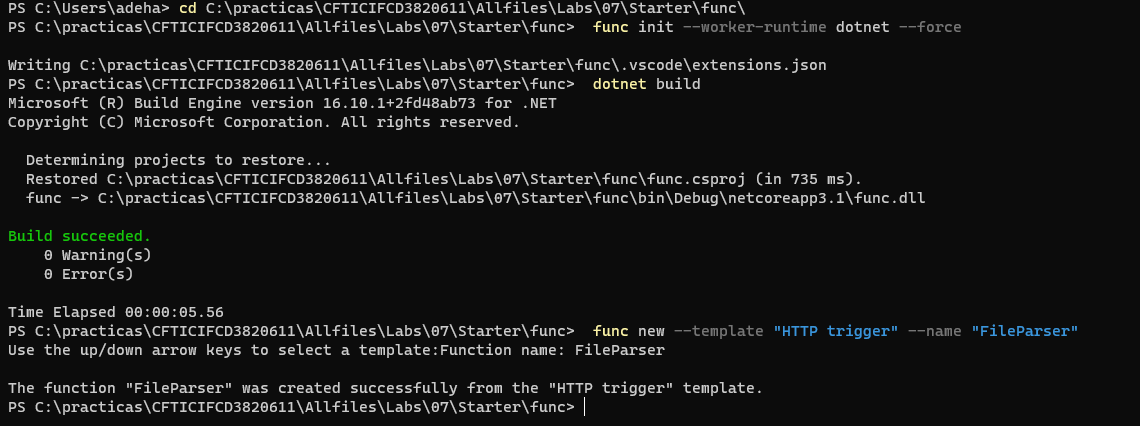 PS C:\Users\adeha> cd C:\practicas\CFTICIFCD3820611\Allfiles\Labs\07\Starter\func\
PS C:\practicas\CFTICIFCD3820611\Allfiles\Labs\07\Starter\func>  func init --worker-runtime dotnet --force
Writing C:\practicas\CFTICIFCD3820611\Allfiles\Labs\07\Starter\func\.vscode\extensions.json
PS C:\practicas\CFTICIFCD3820611\Allfiles\Labs\07\Starter\func>  dotnet build
Microsoft (R) Build Engine version 16.10.1+2fd48ab73 for .NET
Copyright (C) Microsoft Corporation. All rights reserved.
  Determining projects to restore...
  Restored C:\practicas\CFTICIFCD3820611\Allfiles\Labs\07\Starter\func\func.csproj (in 735 ms).
  func -> C:\practicas\CFTICIFCD3820611\Allfiles\Labs\07\Starter\func\bin\Debug\netcoreapp3.1\func.dll
Build succeeded.
    0 Warning(s)
    0 Error(s)
Time Elapsed 00:00:05.56
PS C:\practicas\CFTICIFCD3820611\Allfiles\Labs\07\Starter\func>  func new --template "HTTP trigger" --name "FileParser"
Use the up/down arrow keys to select a template:Function name: FileParser
The function "FileParser" was created successfully from the "HTTP trigger" template.
PS C:\practicas\CFTICIFCD3820611\Allfiles\Labs\07\Starter\func>